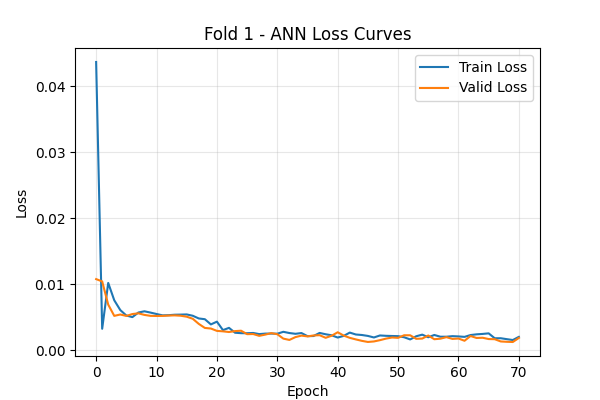 Fold 1 - ANN Loss Curves
Train Loss
Valid Loss
0.04
0.03
0.02
0.01
0.00
Loss
0 10 20 30 40 50 60 70
Epoch